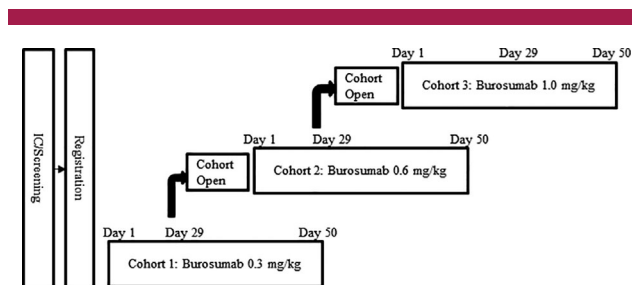 Day 1 Day 29 Day 50
Cohort
Open
Cohort 3: Burosumab 1.0 mg/kg
Day 1 Day 29 Day 50
Cohort
Open
Cohort 2: Burosumab 0.6 mg/kg
IC/Screening
Registration
Day 1 Day 29 Day 50
Cohort 1: Burosumab 0.3 mg/kg